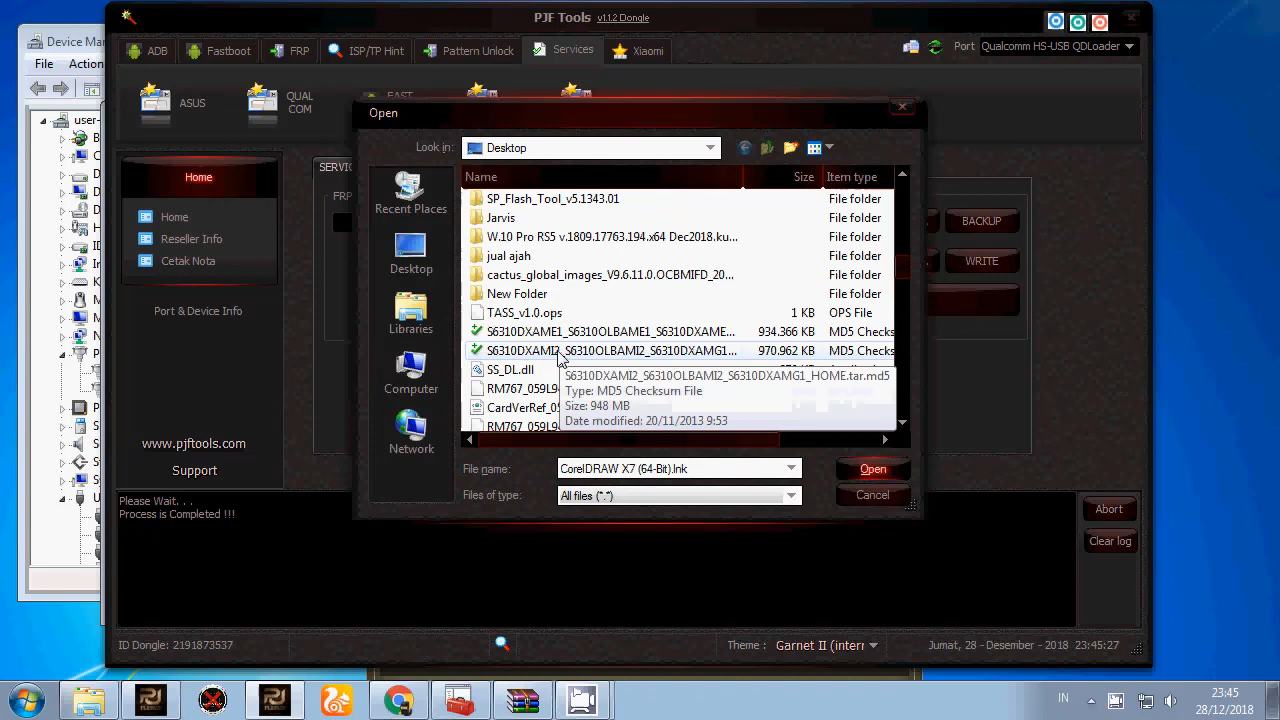 PJF Tools v1.1.2 Dongle
Device Mar
File Action
ADB
Fastboot
FRP
ISP/TP Hint
Pattern Unlock
Services
Xiaomi
Port
Qualcomm HS-USB QDLoader
ASUS
QUAL
COM
Open
Look in:
Desktop
user-
Home
Home
Reseller Info
Cetak Nota
Port & Device Info
www.pjftools.com
Support
BACKUP
WRITE
Recent Places
Desktop
Libraries
Computer
Network
Name Size Item type
SP_Flash_Tool_v5.1343.01 File folder
Jarvis File folder
W.10 Pro RS5 v.1809.17763.194.x64 Dec2018.ku... File folder
jual ajah File folder
cactus_global_images_V9.6.11.0.OCBMIFD_20... File folder
New Folder File folder
TASS_v1.0.ops 1 KB OPS File
S6310DXAME1_S6310OLBAME1_S6310DXAME... 934.366 KB MD5 Checks
S6310DXAMI2_S6310OLBAMI2_S6310DXAMG1... 970.962 KB MD5 Checks
SS_DL.dll
S6310DXAMI2_S6310OLBAMI2_S6310DXAMG1_HOME.tar.md5
Type: MD5 Checksum File
Size: 948 MB
Date modified: 20/11/2013 9:53
File name:
CorelDRAW X7 (64-Bit).lnk
Open
Files of type:
All files (*.*)
Cancel
Please Wait. . .
Process is Completed !!!
Abort
Clear log
ID Dongle: 2191873537
Theme :
Garnet II (interr
Jumat, 28 - Desember - 2018 23:45:27
IN
23:45
28/12/2018